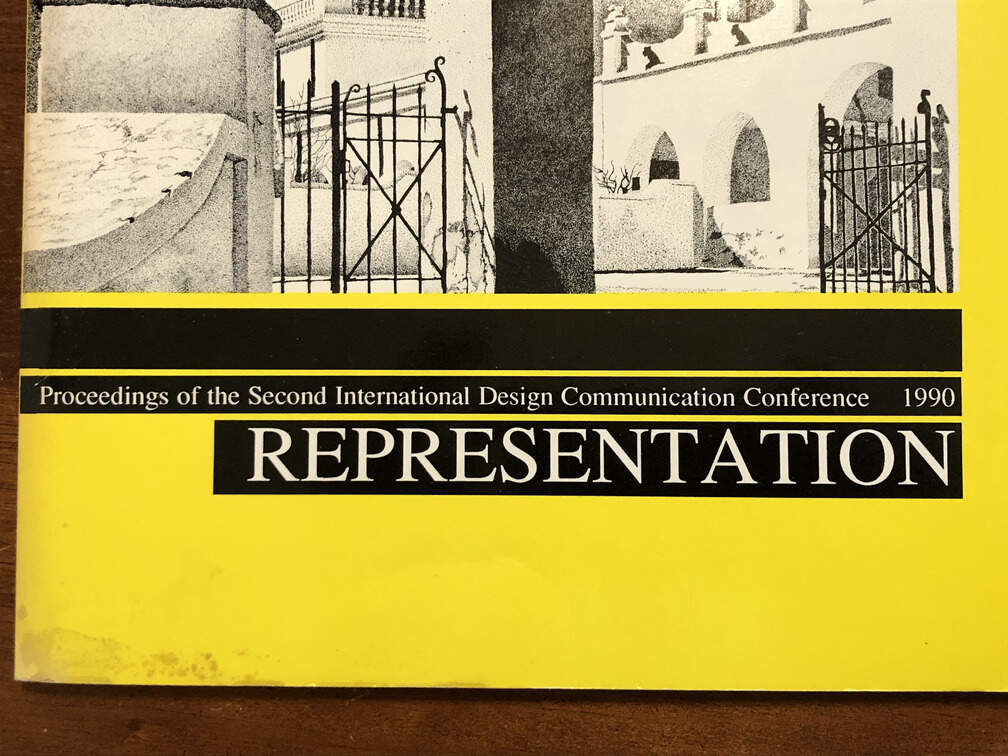 Proceedings of the Second International Design Communication Conference 1990
REPRESENTATION